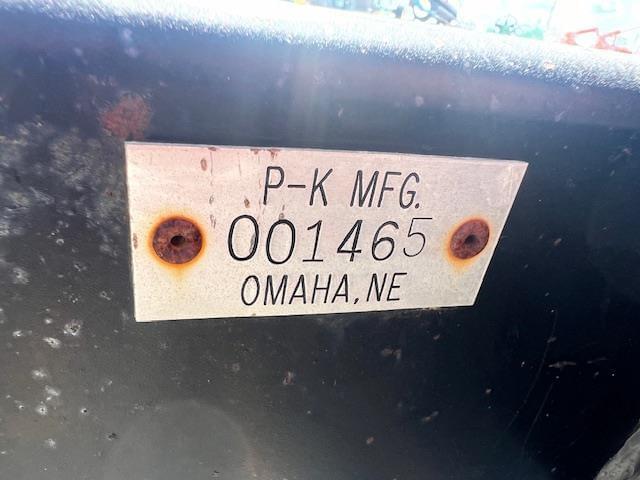 P-K MFG.
001465
OMAHA, NE